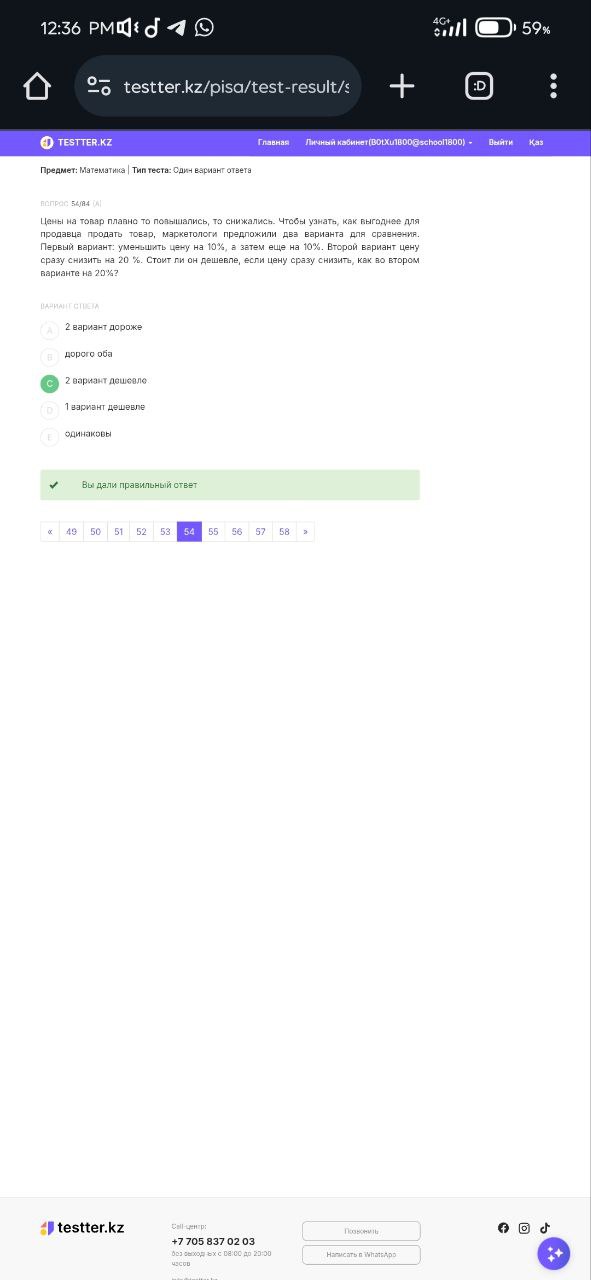 12:36 PM
4G+
59%
testter.kz/pisa/test-result/s
:D
TESTTER.KZ
Главная
Личный кабинет(B0tXu1800@school1800)
Выйти
Қаз
Предмет: Математика | Тип теста: Один вариант ответа
ВОПРОС 54/84 (A)
Цены на товар плавно то повышались, то снижались. Чтобы узнать, как выгоднее для
продавца продать товар, маркетологи предложили два варианта для сравнения.
Первый вариант: уменьшить цену на 10%, а затем еще на 10%. Второй вариант цену
сразу снизить на 20 %. Стоит ли он дешевле, если цену сразу снизить, как во втором
варианте на 20%?
ВАРИАНТ ОТВЕТА
A 2 вариант дороже
B дорого оба
C 2 вариант дешевле
D 1 вариант дешевле
E одинаковы
Вы дали правильный ответ
« 49 50 51 52 53 54 55 56 57 58 »
testter.kz
Call-центр:
+7 705 837 02 03
без выходных с 08:00 до 20:00
часов
Позвонить
Написать в WhatsApp